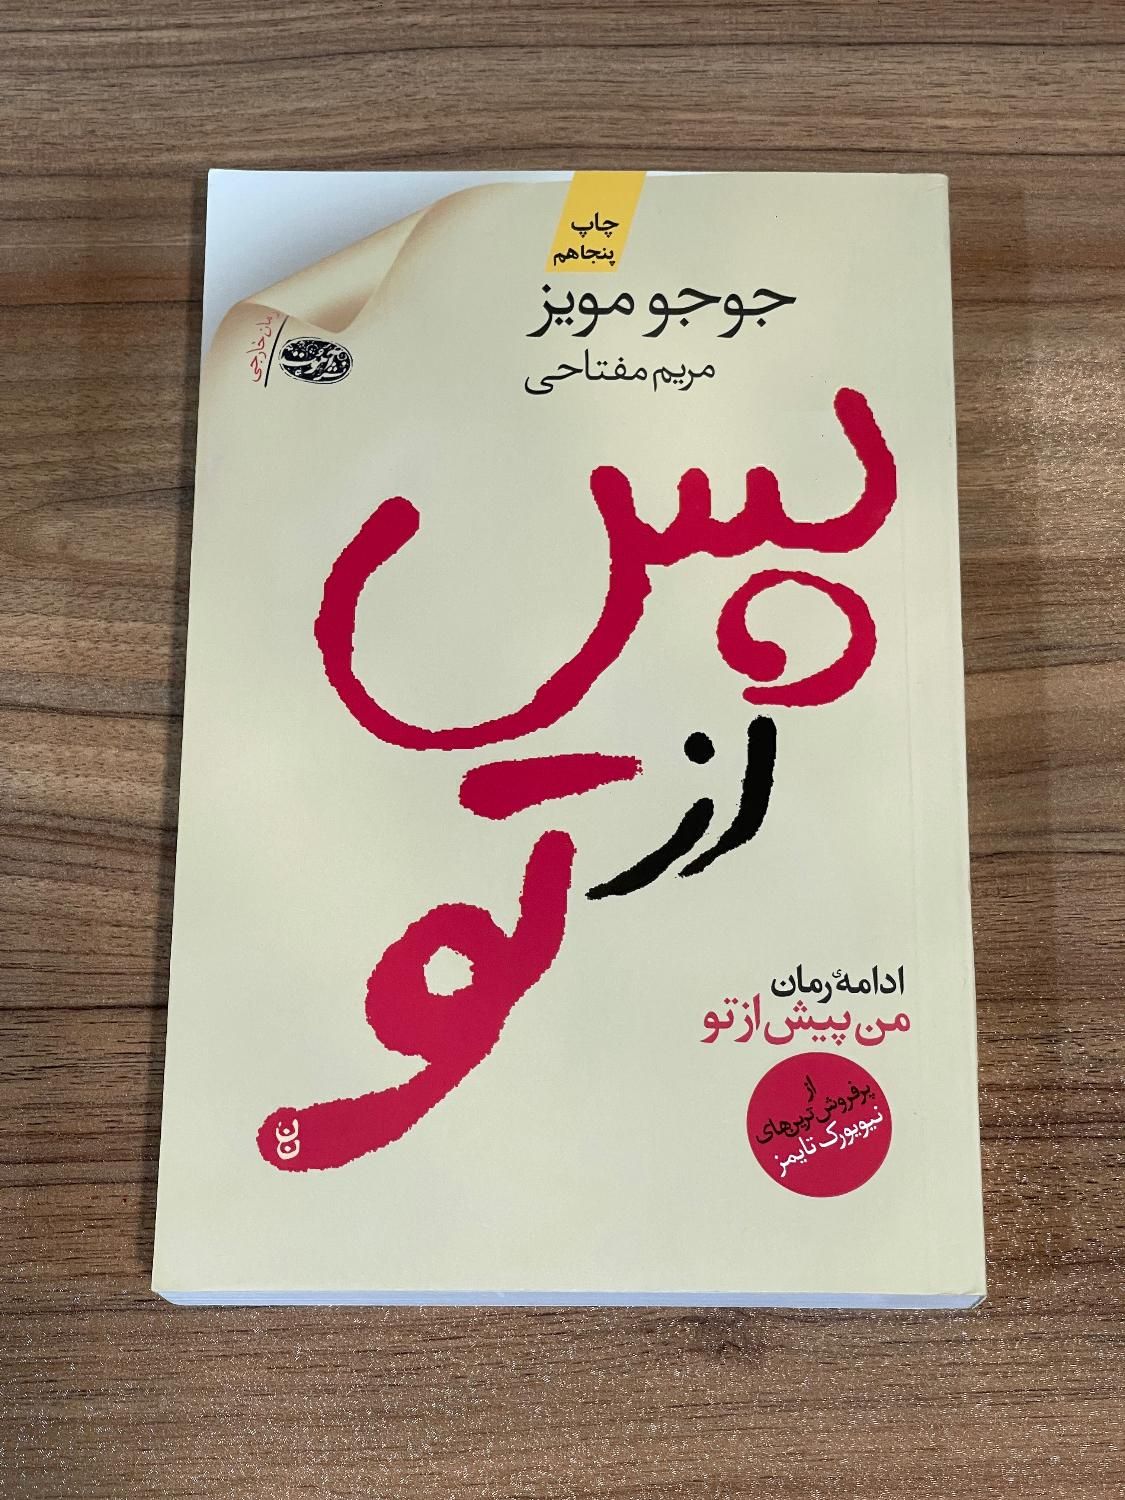 چاپ
پنجاهم
جوجو مویز
مریم مفتاحی
رمان خارجی
پس
از
تو
ادامهٔ رمان
من پیش از تو
از
پرفروش‌ترین‌های
نیویورک تایمز